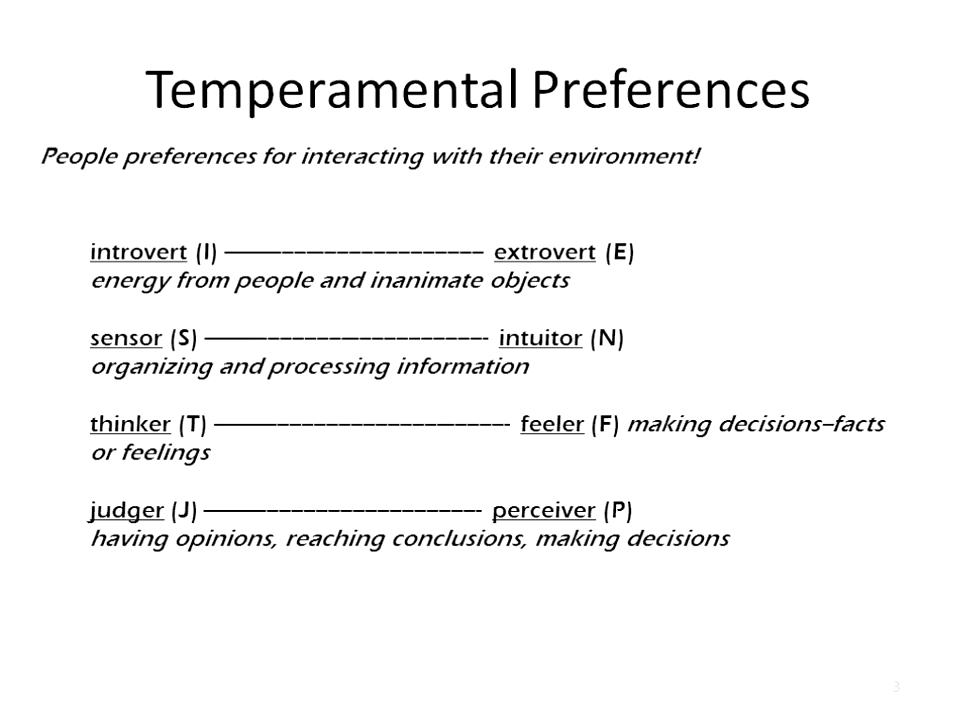 Temperamental Preferences
People preferences for interacting with their environment!
introvert (I) ---------------------- extrovert (E)
energy from people and inanimate objects
sensor (S) ------------------------ intuitor (N)
organizing and processing information
thinker (T) ------------------------- feeler (F) making decisions–facts
or feelings
judger (J) ------------------------ perceiver (P)
having opinions, reaching conclusions, making decisions
3